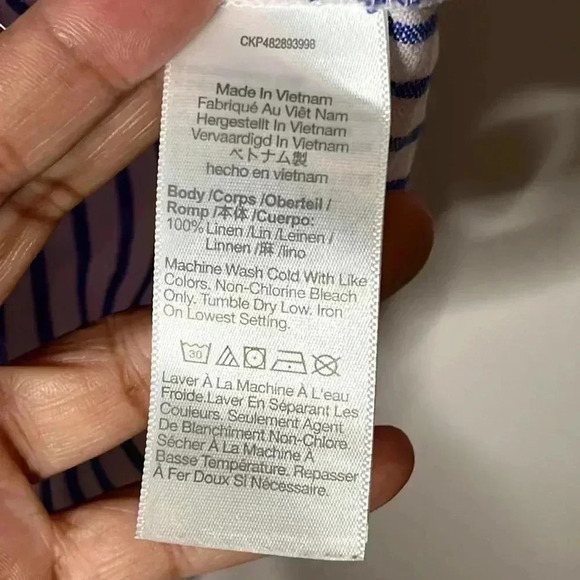 CKP482893998
Made In Vietnam
Fabriqué Au Viêt Nam
Hergestellt In Vietnam
Vervaardigd In Vietnam
ベトナム製
hecho en vietnam
Body /Corps /Oberteil /
Romp /本体 /Cuerpo:
100% Linen /Lin /Leinen /
Linnen /麻 /lino
Machine Wash Cold With Like
Colors. Non-Chlorine Bleach
Only. Tumble Dry Low. Iron
On Lowest Setting.
30
Laver À La Machine À L'eau
Froide.Laver En Séparant Les
Couleurs. Seulement Agent
De Blanchiment Non-Chlore.
Sécher À La Machine À
Basse Température. Repasser
À Fer Doux Si Nécessaire.